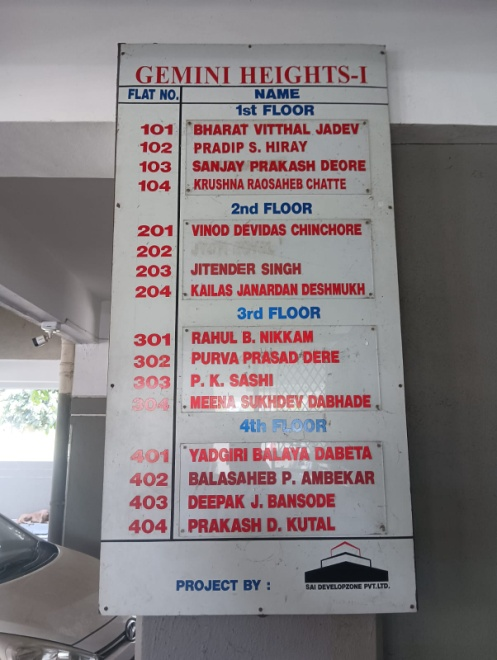 GEMINI HEIGHTS-I
FLAT NO. NAME
1st FLOOR
101 BHARAT VITTHAL JADEV
102 PRADIP S. HIRAY
103 SANJAY PRAKASH DEORE
104 KRUSHNA RAOSAHEB CHATTE
2nd FLOOR
201 VINOD DEVIDAS CHINCHORE
202
203 JITENDER SINGH
204 KAILAS JANARDAN DESHMUKH
3rd FLOOR
301 RAHUL B. NIKKAM
302 PURVA PRASAD DERE
303 P. K. SASHI
304 MEENA SUKHDEV DABHADE
4th FLOOR
401 YADGIRI BALAYA DABETA
402 BALASAHEB P. AMBEKAR
403 DEEPAK J. BANSODE
404 PRAKASH D. KUTAL
PROJECT BY :
SAI DEVELOPZONE PVT.LTD.